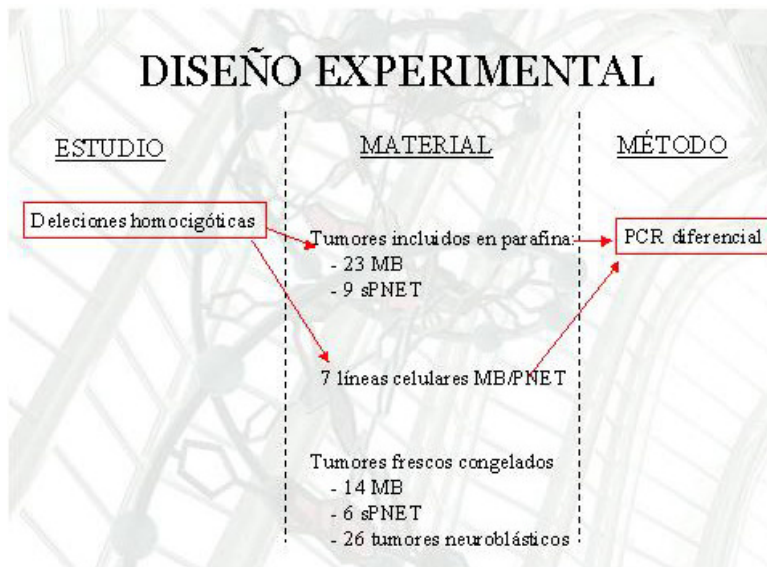 DISEÑO EXPERIMENTAL
ESTUDIO
MATERIAL
MÉTODO
Deleciones homocigóticas
Tumores incluidos en parafina:
- 23 MB
- 9 sPNET
PCR diferencial
7 líneas celulares MB/PNET
Tumores frescos congelados
- 14 MB
- 6 sPNET
- 26 tumores neuroblásticos